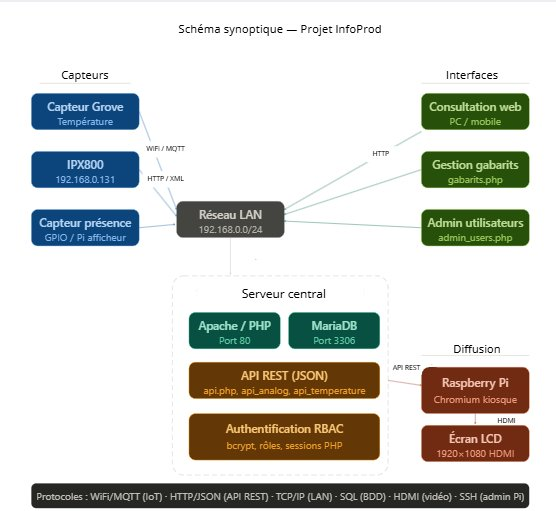 Schéma synoptique — Projet InfoProd
Capteurs
Interfaces
Capteur Grove
Température
Consultation web
PC / mobile
WiFi / MQTT
HTTP
IPX800
192.168.0.131
Gestion gabarits
gabarits.php
HTTP / XML
Capteur présence
GPIO / Pi afficheur
Réseau LAN
192.168.0.0/24
Admin utilisateurs
admin_users.php
Serveur central
Apache / PHP
Port 80
MariaDB
Port 3306
Diffusion
API REST (JSON)
api.php, api_analog, api_temperature
API REST
Raspberry Pi
Chromium kiosque
HDMI
Authentification RBAC
bcrypt, rôles, sessions PHP
Écran LCD
1920×1080 HDMI
Protocoles : WiFi/MQTT (IoT) · HTTP/JSON (API REST) · TCP/IP (LAN) · SQL (BDD) · HDMI (vidéo) · SSH (admin Pi)